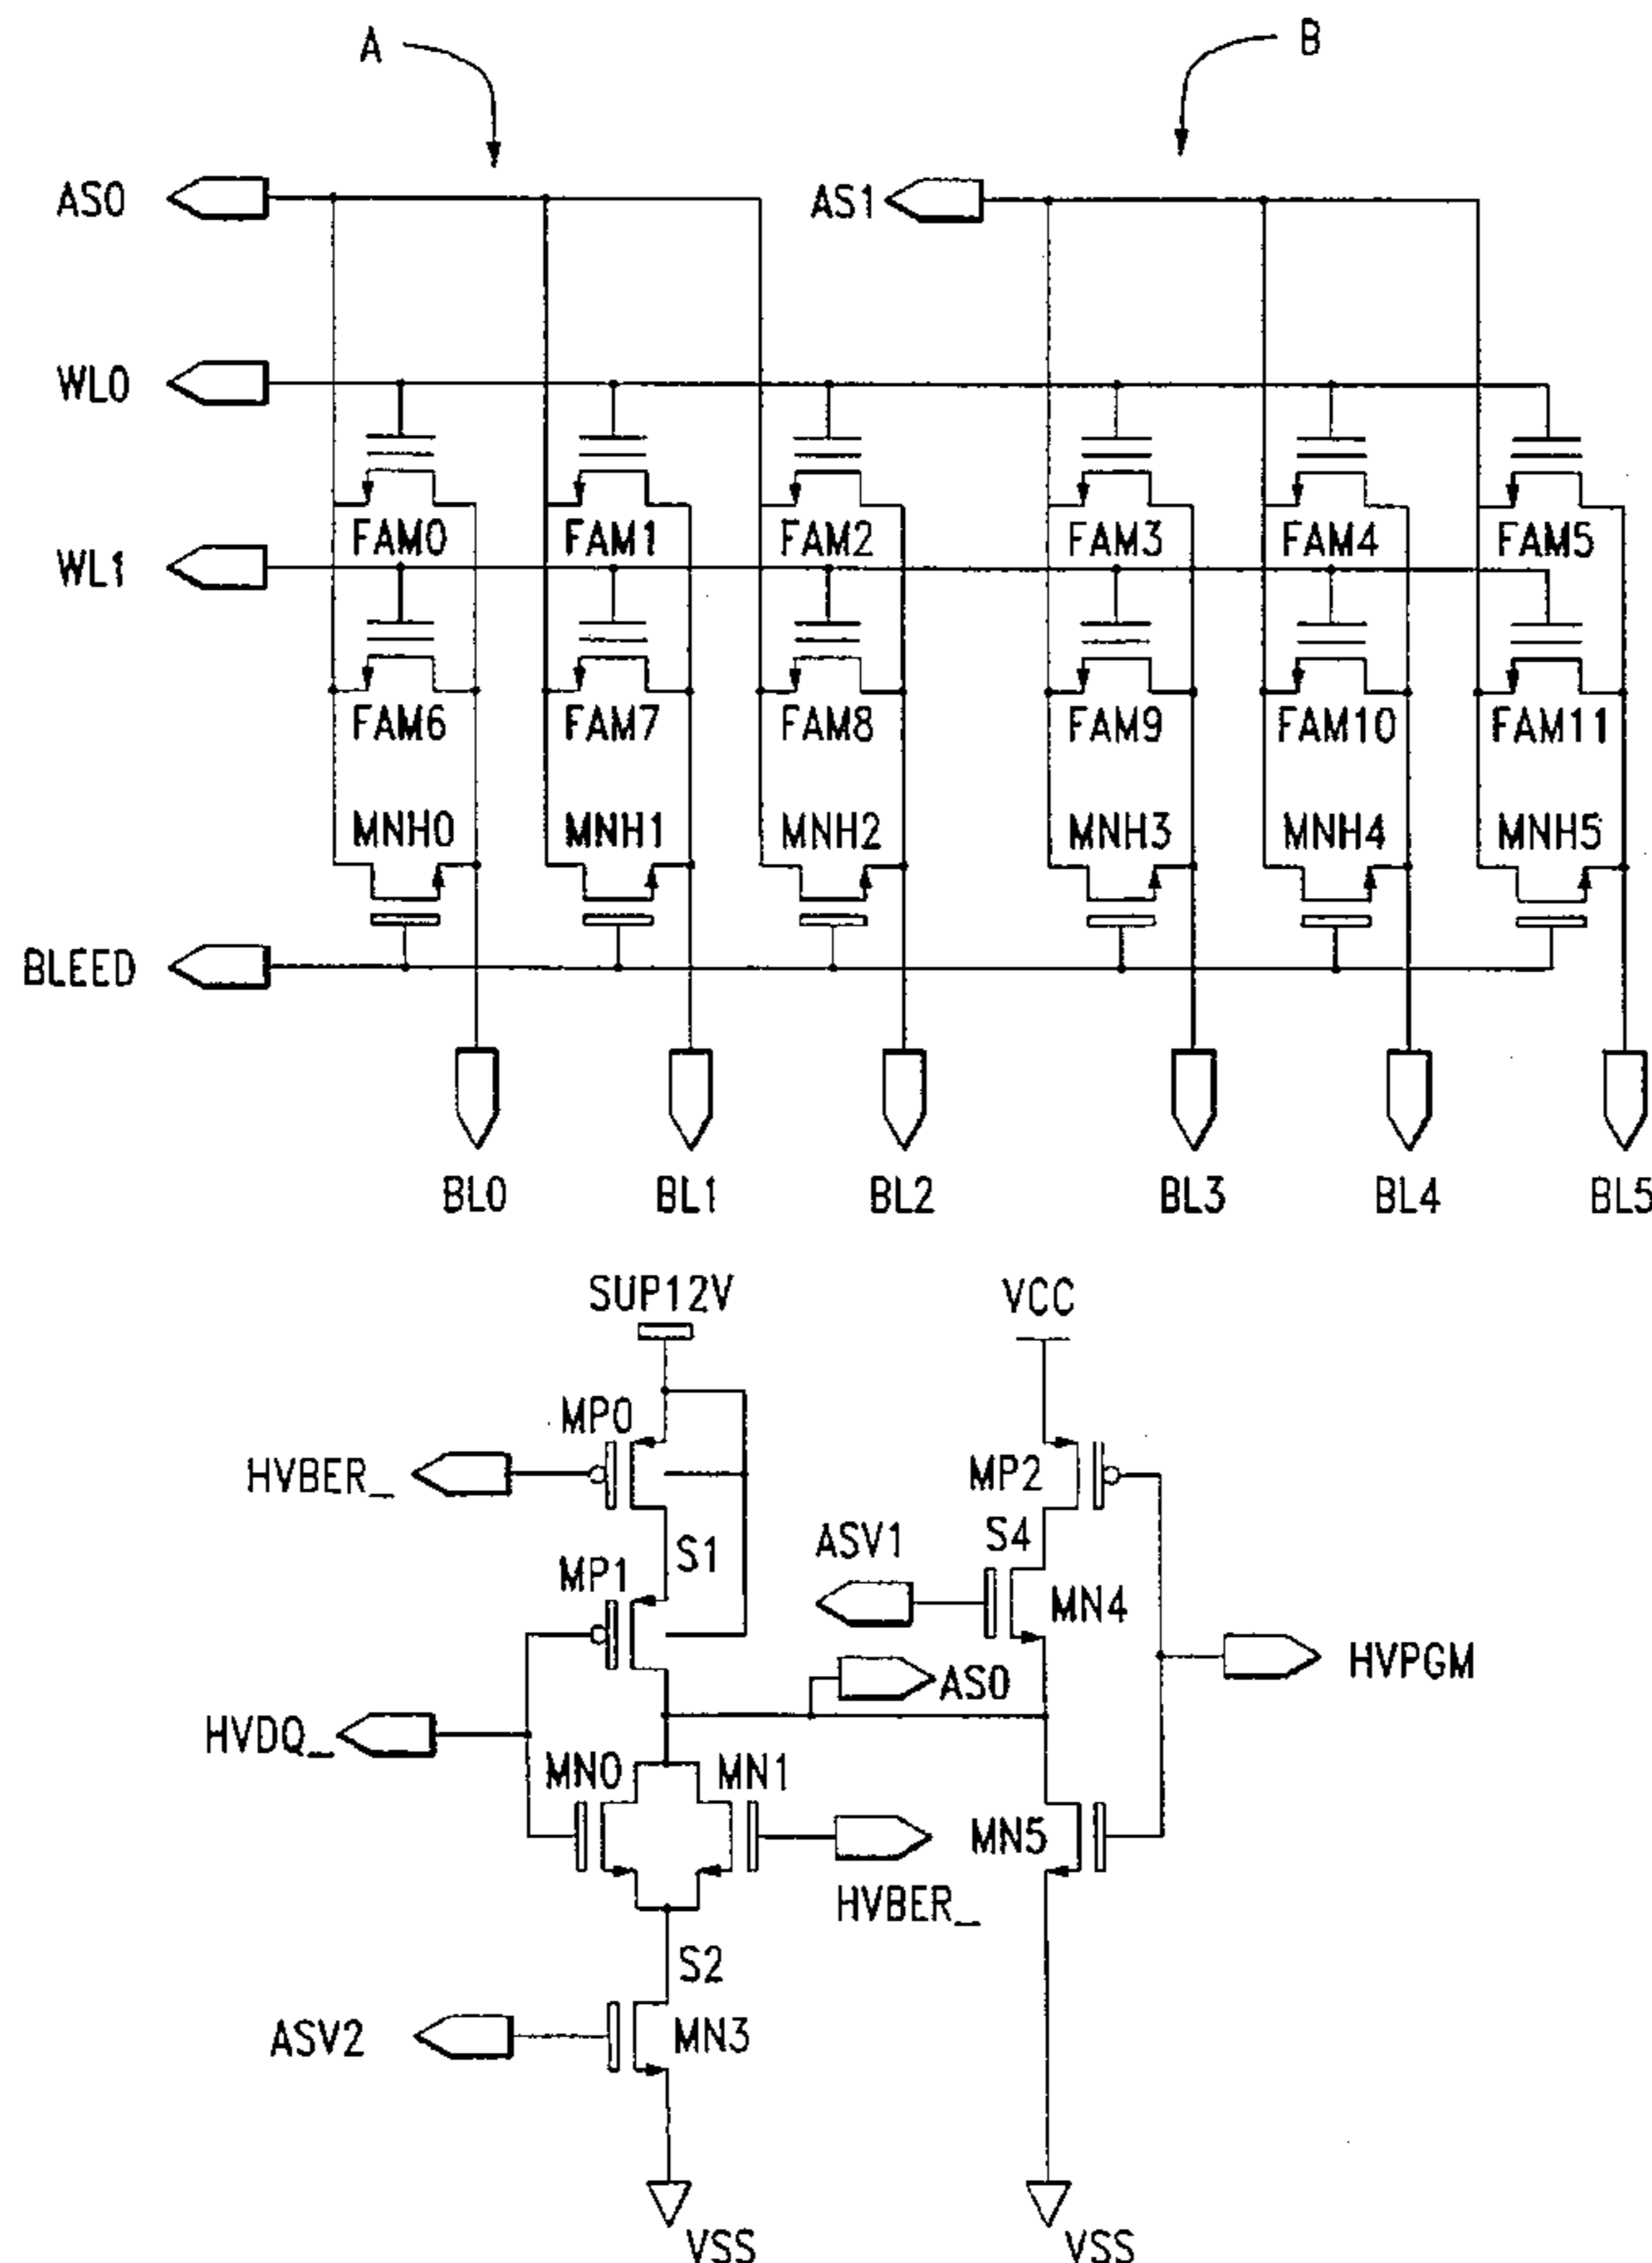 A B
AS0 AS1
WL0
FAM0 FAM1 FAM2 FAM3 FAM4 FAM5
WL1
FAM6 FAM7 FAM8 FAM9 FAM10 FAM11
MNH0 MNH1 MNH2 MNH3 MNH4 MNH5
BLEED
BL0 BL1 BL2 BL3 BL4 BL5
SUP12V VCC
MP0
HVBER_ MP2
S1 ASV1 S4
MP1 MN4
AS0 HVPGM
HVDQ_
MN0 MN1
MN5
HVBER_
S2
ASV2 MN3
VSS VSS